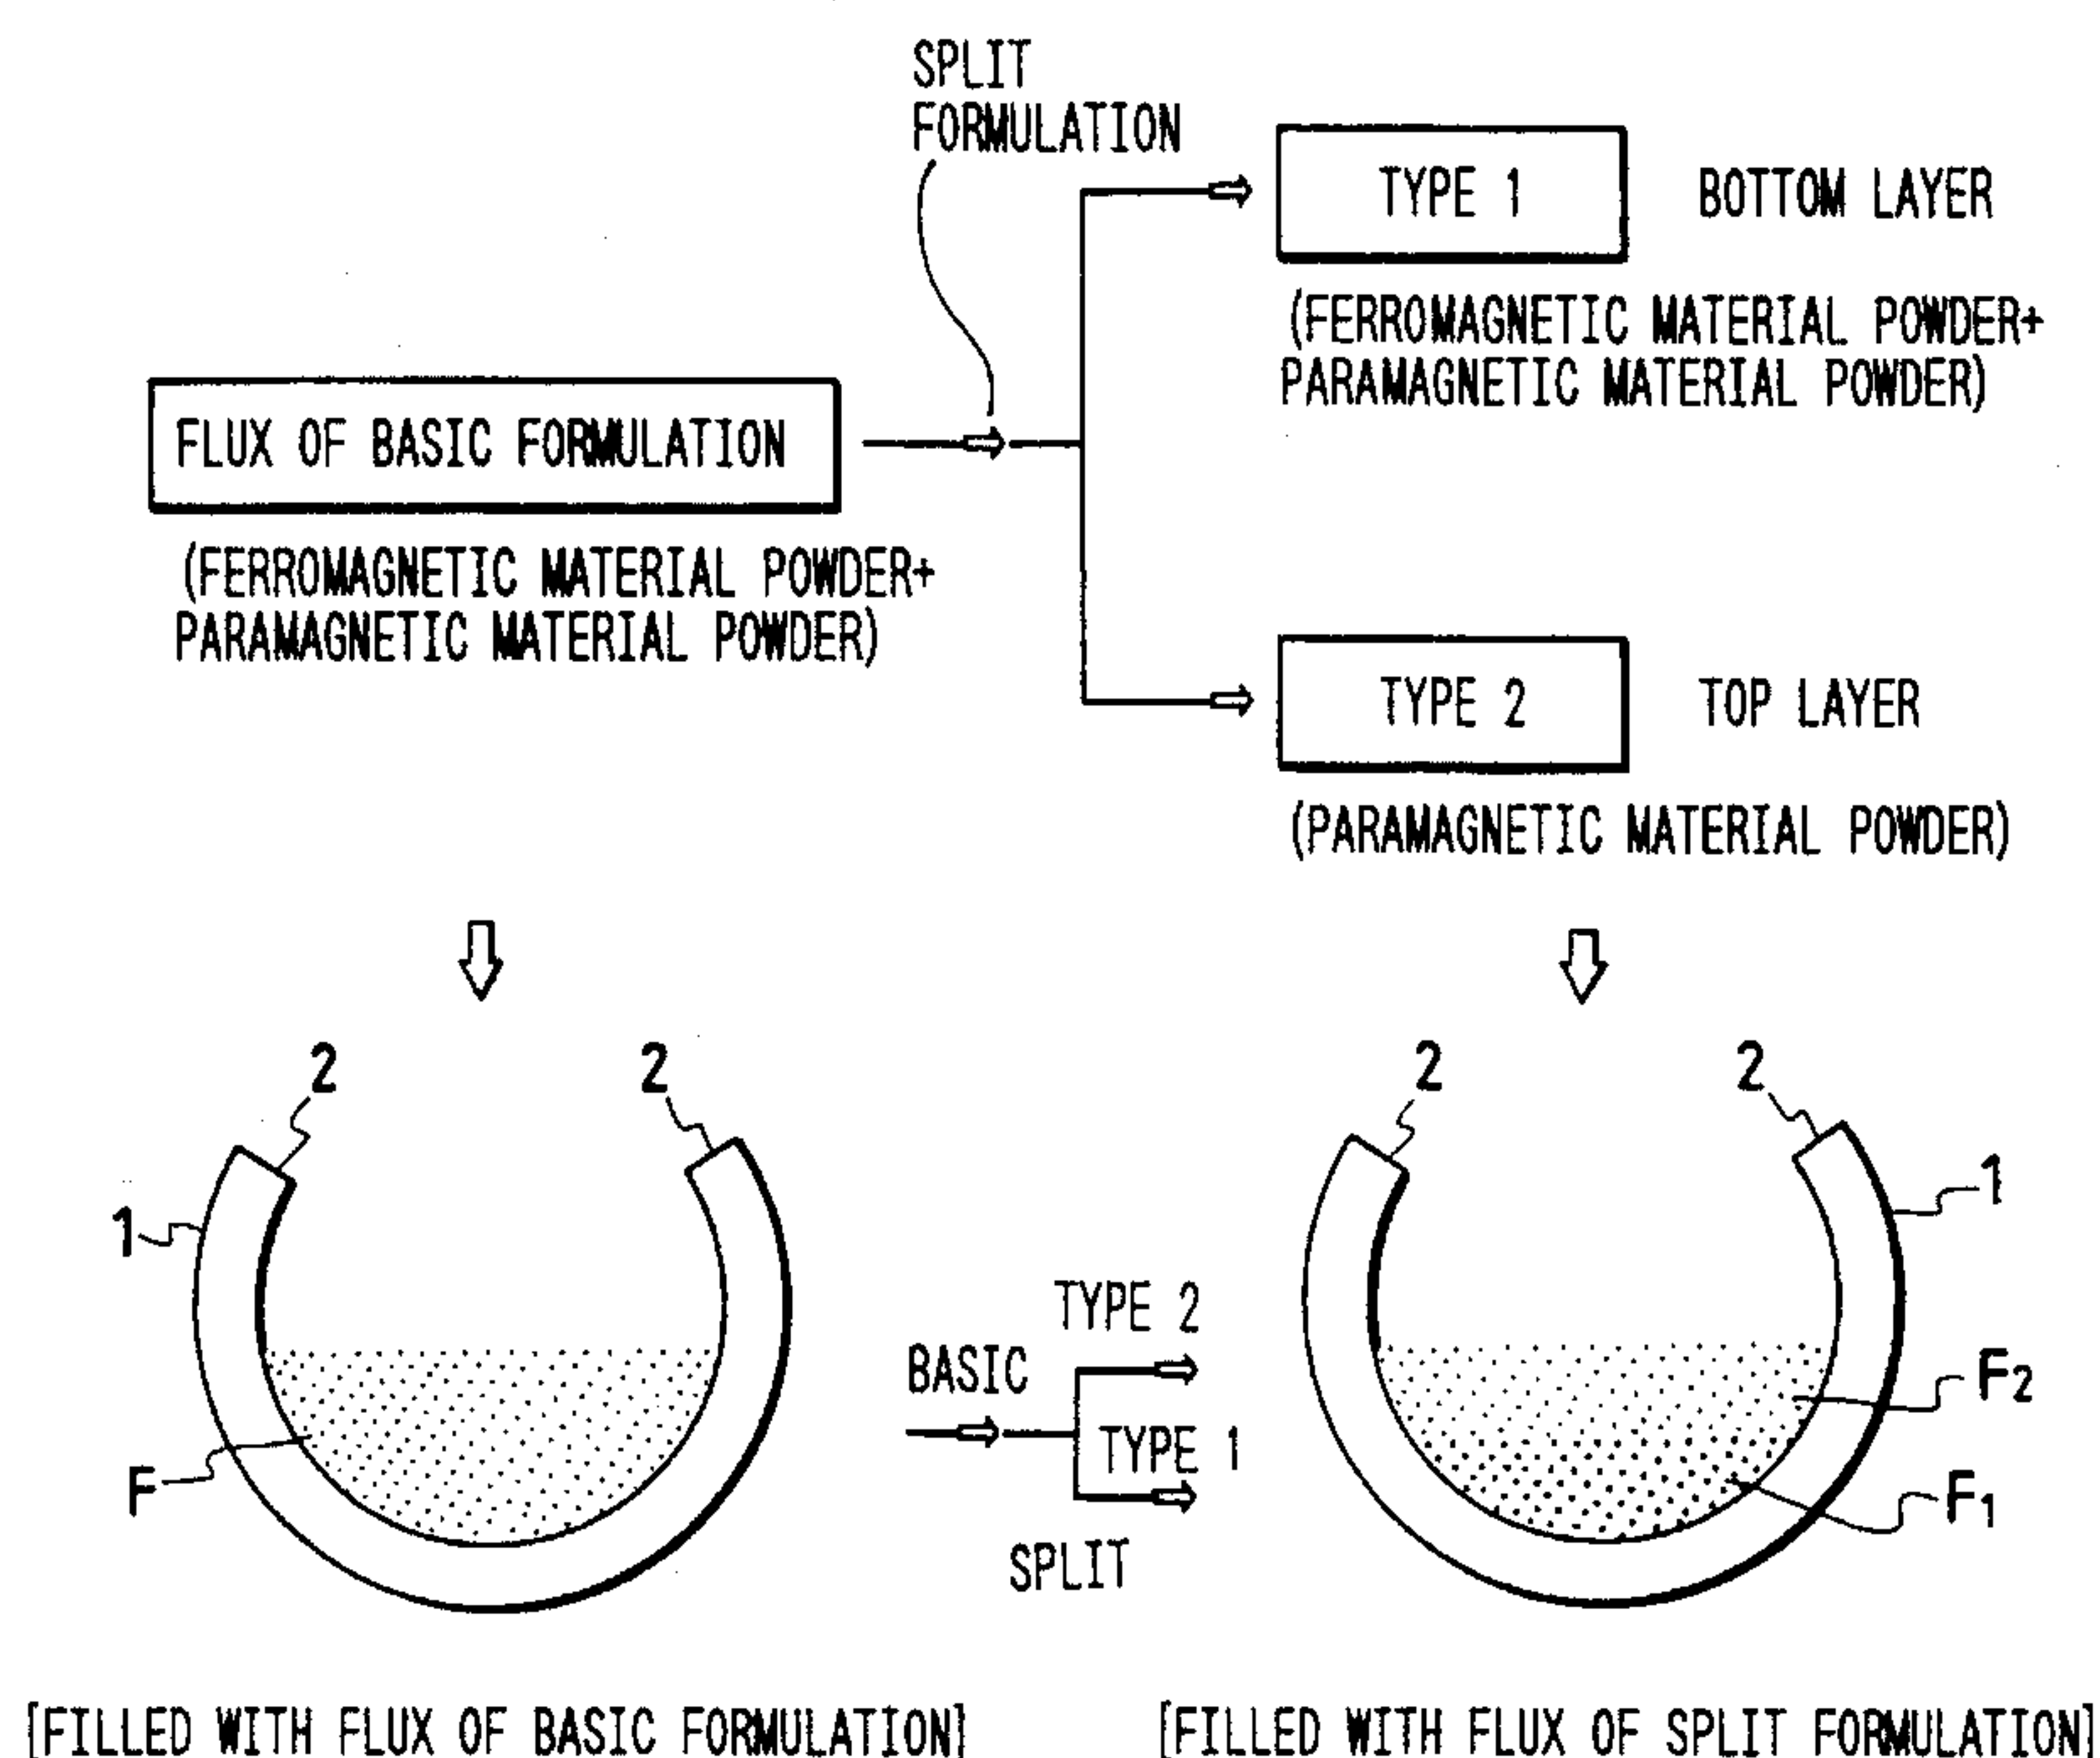 SPLIT
FORMULATION
TYPE 1
BOTTOM LAYER
(FERROMAGNETIC MATERIAL POWDER+
PARAMAGNETIC MATERIAL POWDER)
FLUX OF BASIC FORMULATION
(FERROMAGNETIC MATERIAL POWDER+
PARAMAGNETIC MATERIAL POWDER)
TYPE 2
TOP LAYER
(PARAMAGNETIC MATERIAL POWDER)
2
2
1
F
BASIC
TYPE 2
TYPE 1
SPLIT
2
2
1
F2
F1
[FILLED WITH FLUX OF BASIC FORMULATION]
[FILLED WITH FLUX OF SPLIT FORMULATION]